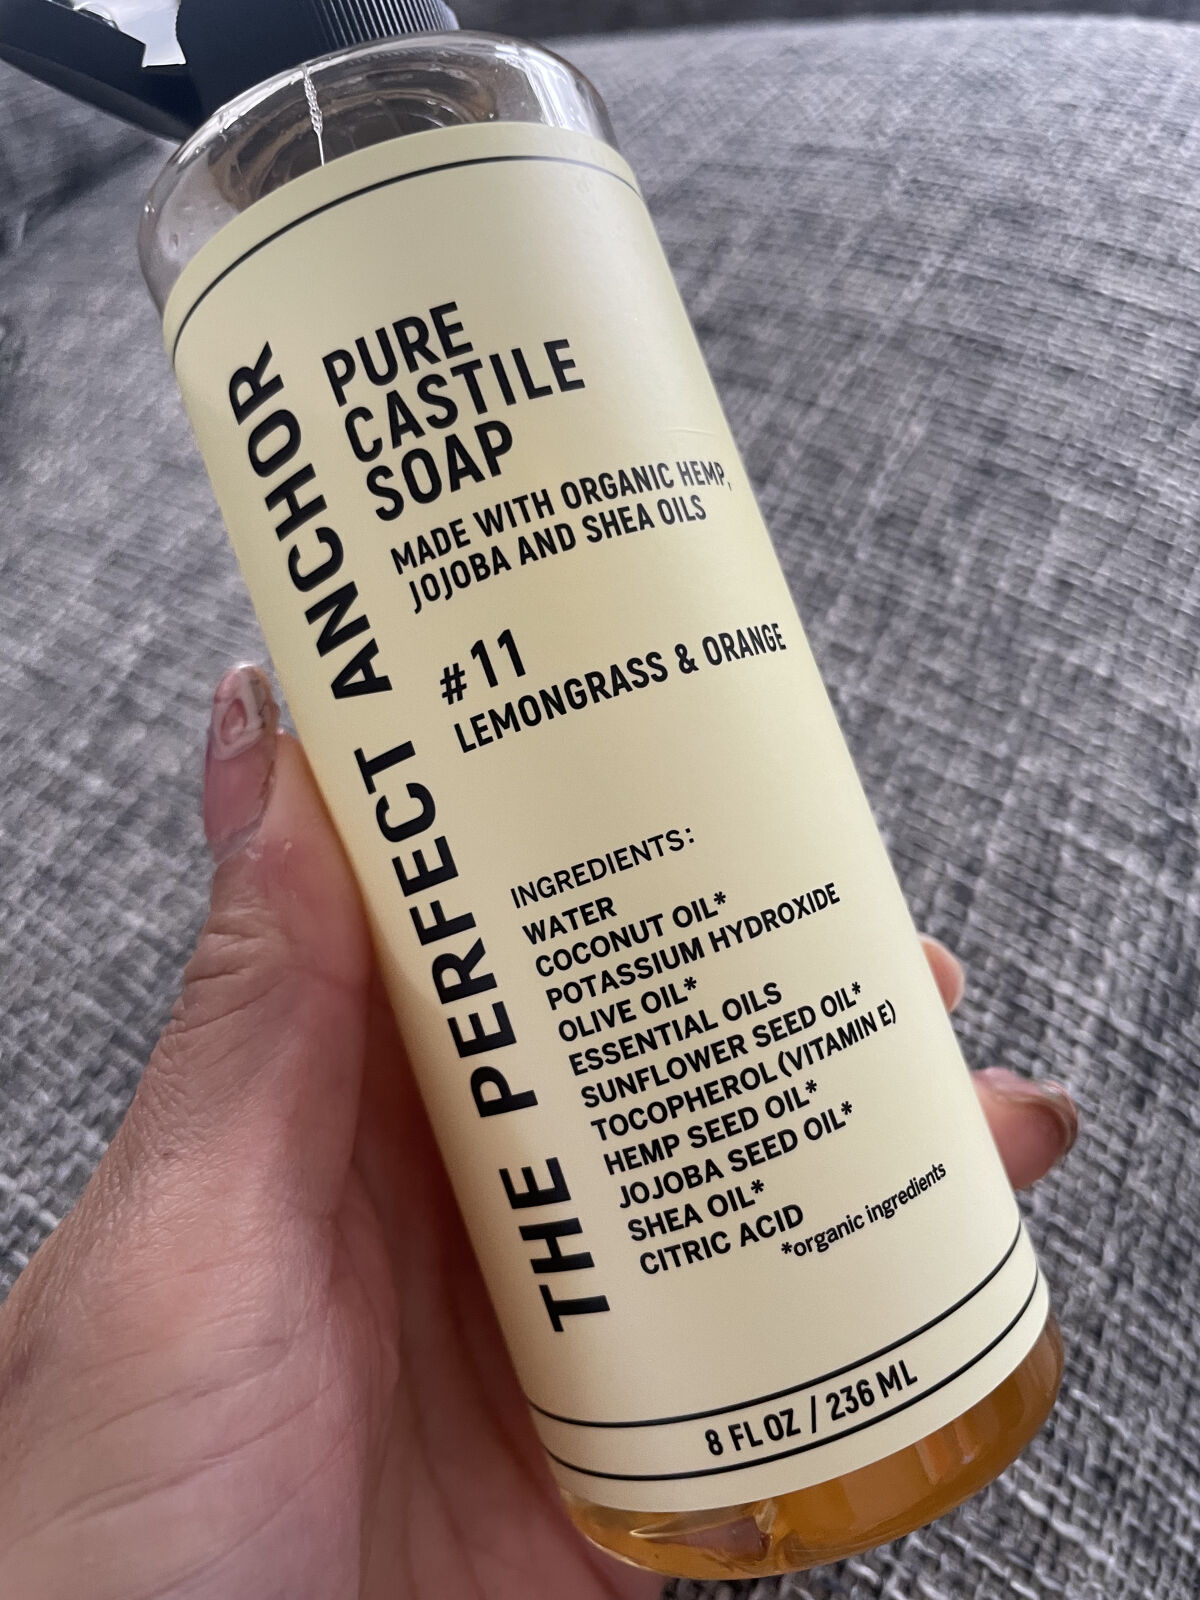 THE PERFECT ANCHOR
PURE
CASTILE
SOAP
MADE WITH ORGANIC HEMP,
JOJOBA AND SHEA OILS
#11
LEMONGRASS & ORANGE
INGREDIENTS:
WATER
COCONUT OIL*
POTASSIUM HYDROXIDE
OLIVE OIL*
ESSENTIAL OILS
SUNFLOWER SEED OIL*
TOCOPHEROL (VITAMIN E)
HEMP SEED OIL*
JOJOBA SEED OIL*
SHEA OIL*
CITRIC ACID
*organic ingredients
8 FL OZ / 236 ML